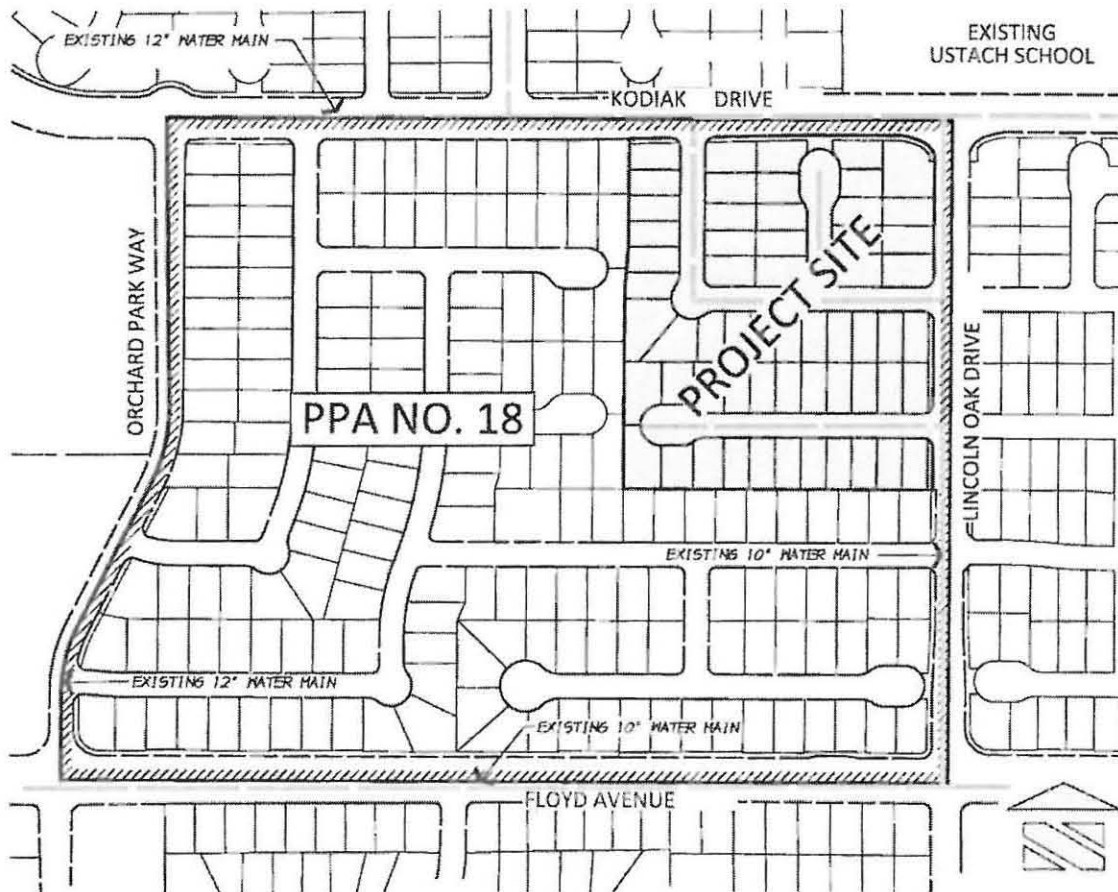 EXISTING 12" WATER MAIN
EXISTING
USTACH SCHOOL
KODIAK DRIVE
ORCHARD PARK WAY
PROJECT SITE
PPA NO. 18
LINCOLN OAK DRIVE
EXISTING 10" WATER MAIN
EXISTING 12" WATER MAIN
EXISTING 10" WATER MAIN
FLOYD AVENUE